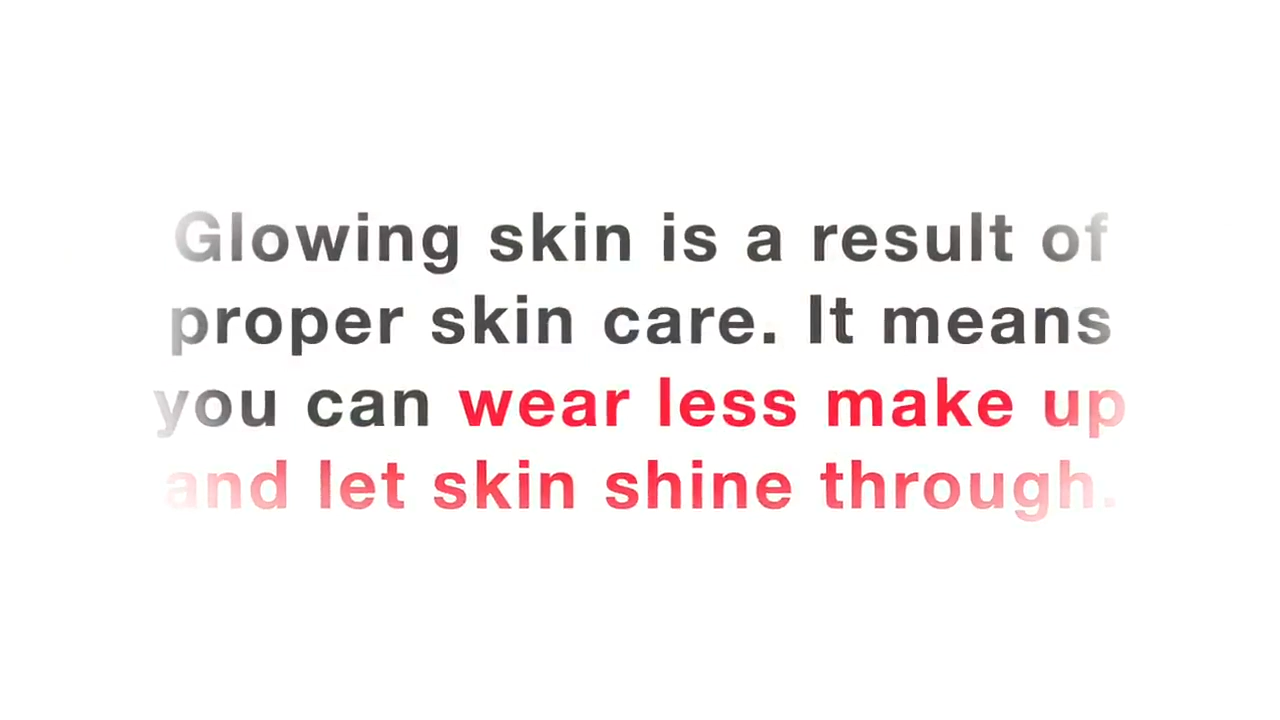 Glowing skin is a result of
proper skin care. It means
you can wear less make up
and let skin shine through.